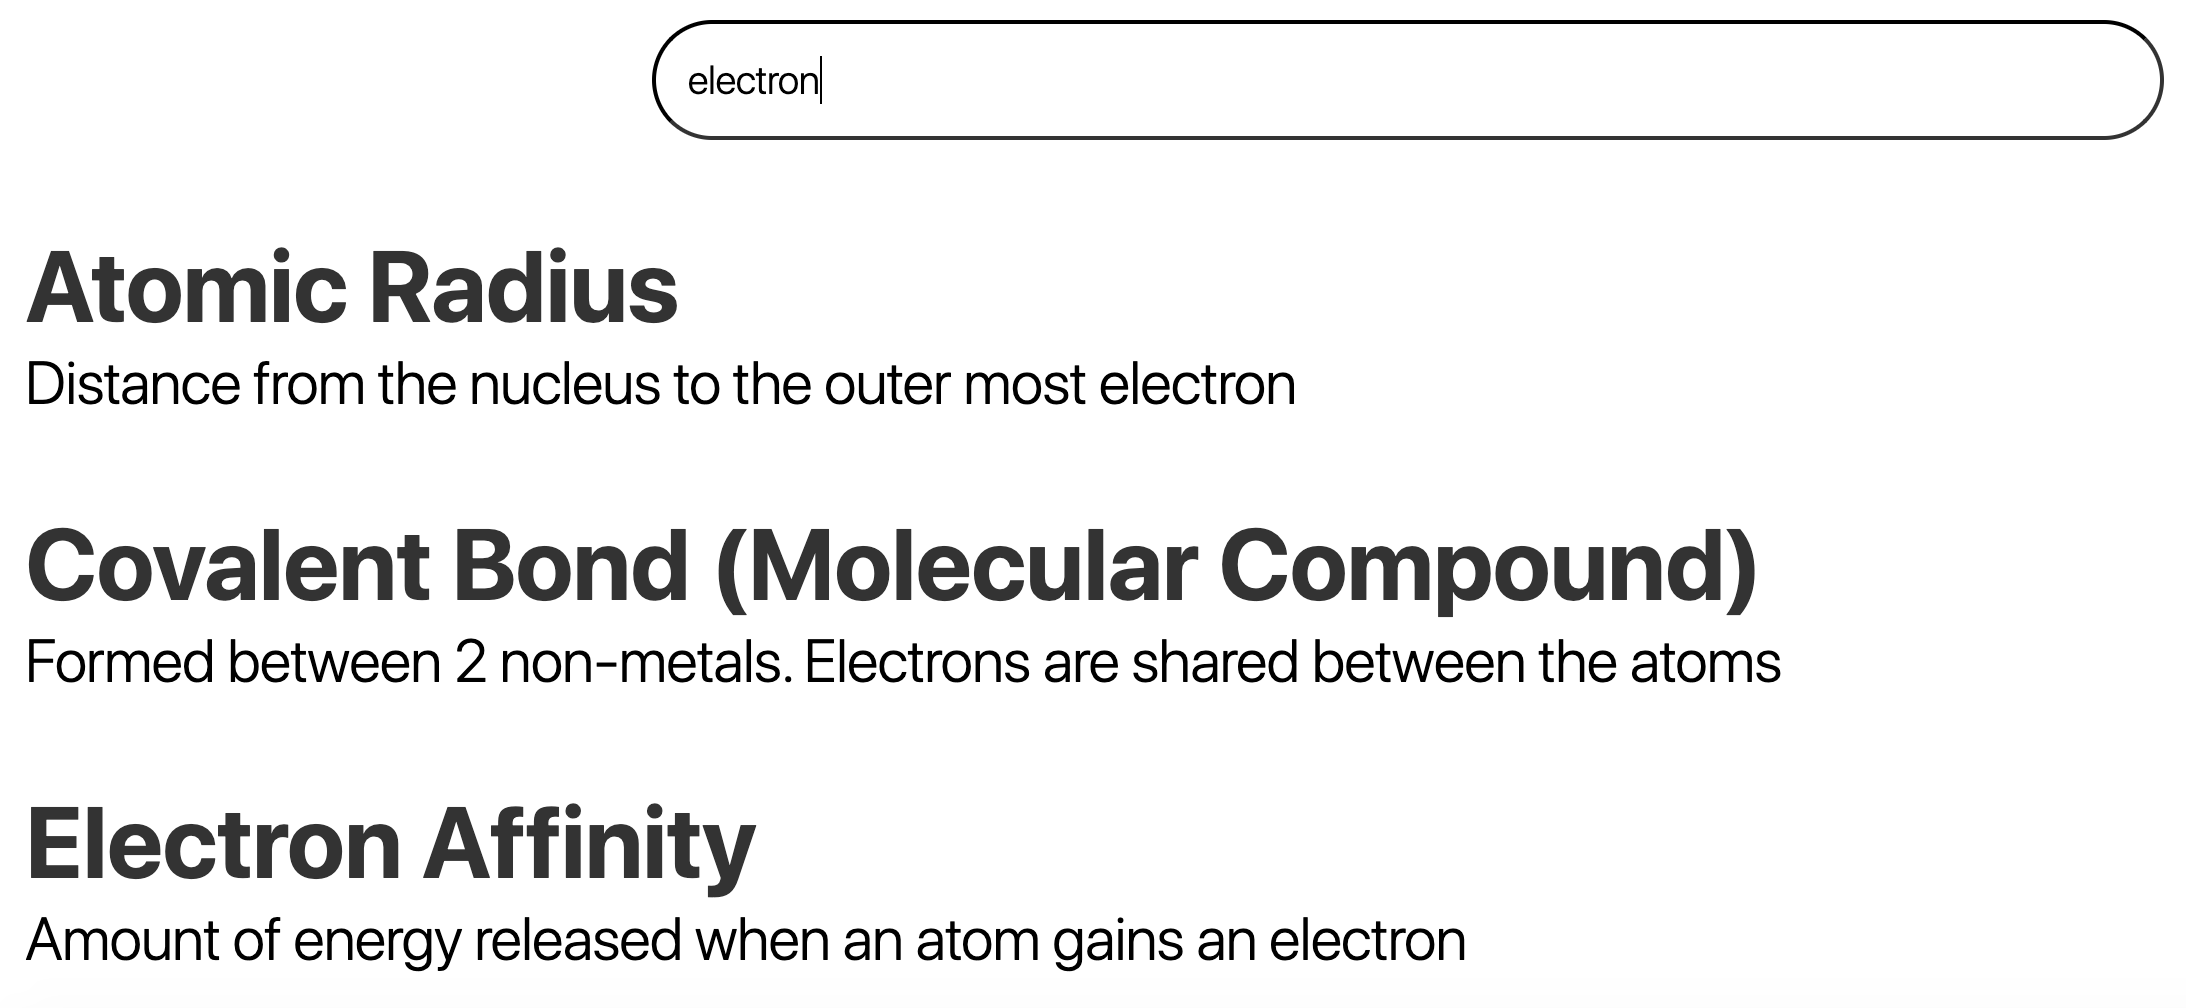 electron
Atomic Radius
Distance from the nucleus to the outer most electron
Covalent Bond (Molecular Compound)
Formed between 2 non-metals. Electrons are shared between the atoms
Electron Affinity
Amount of energy released when an atom gains an electron